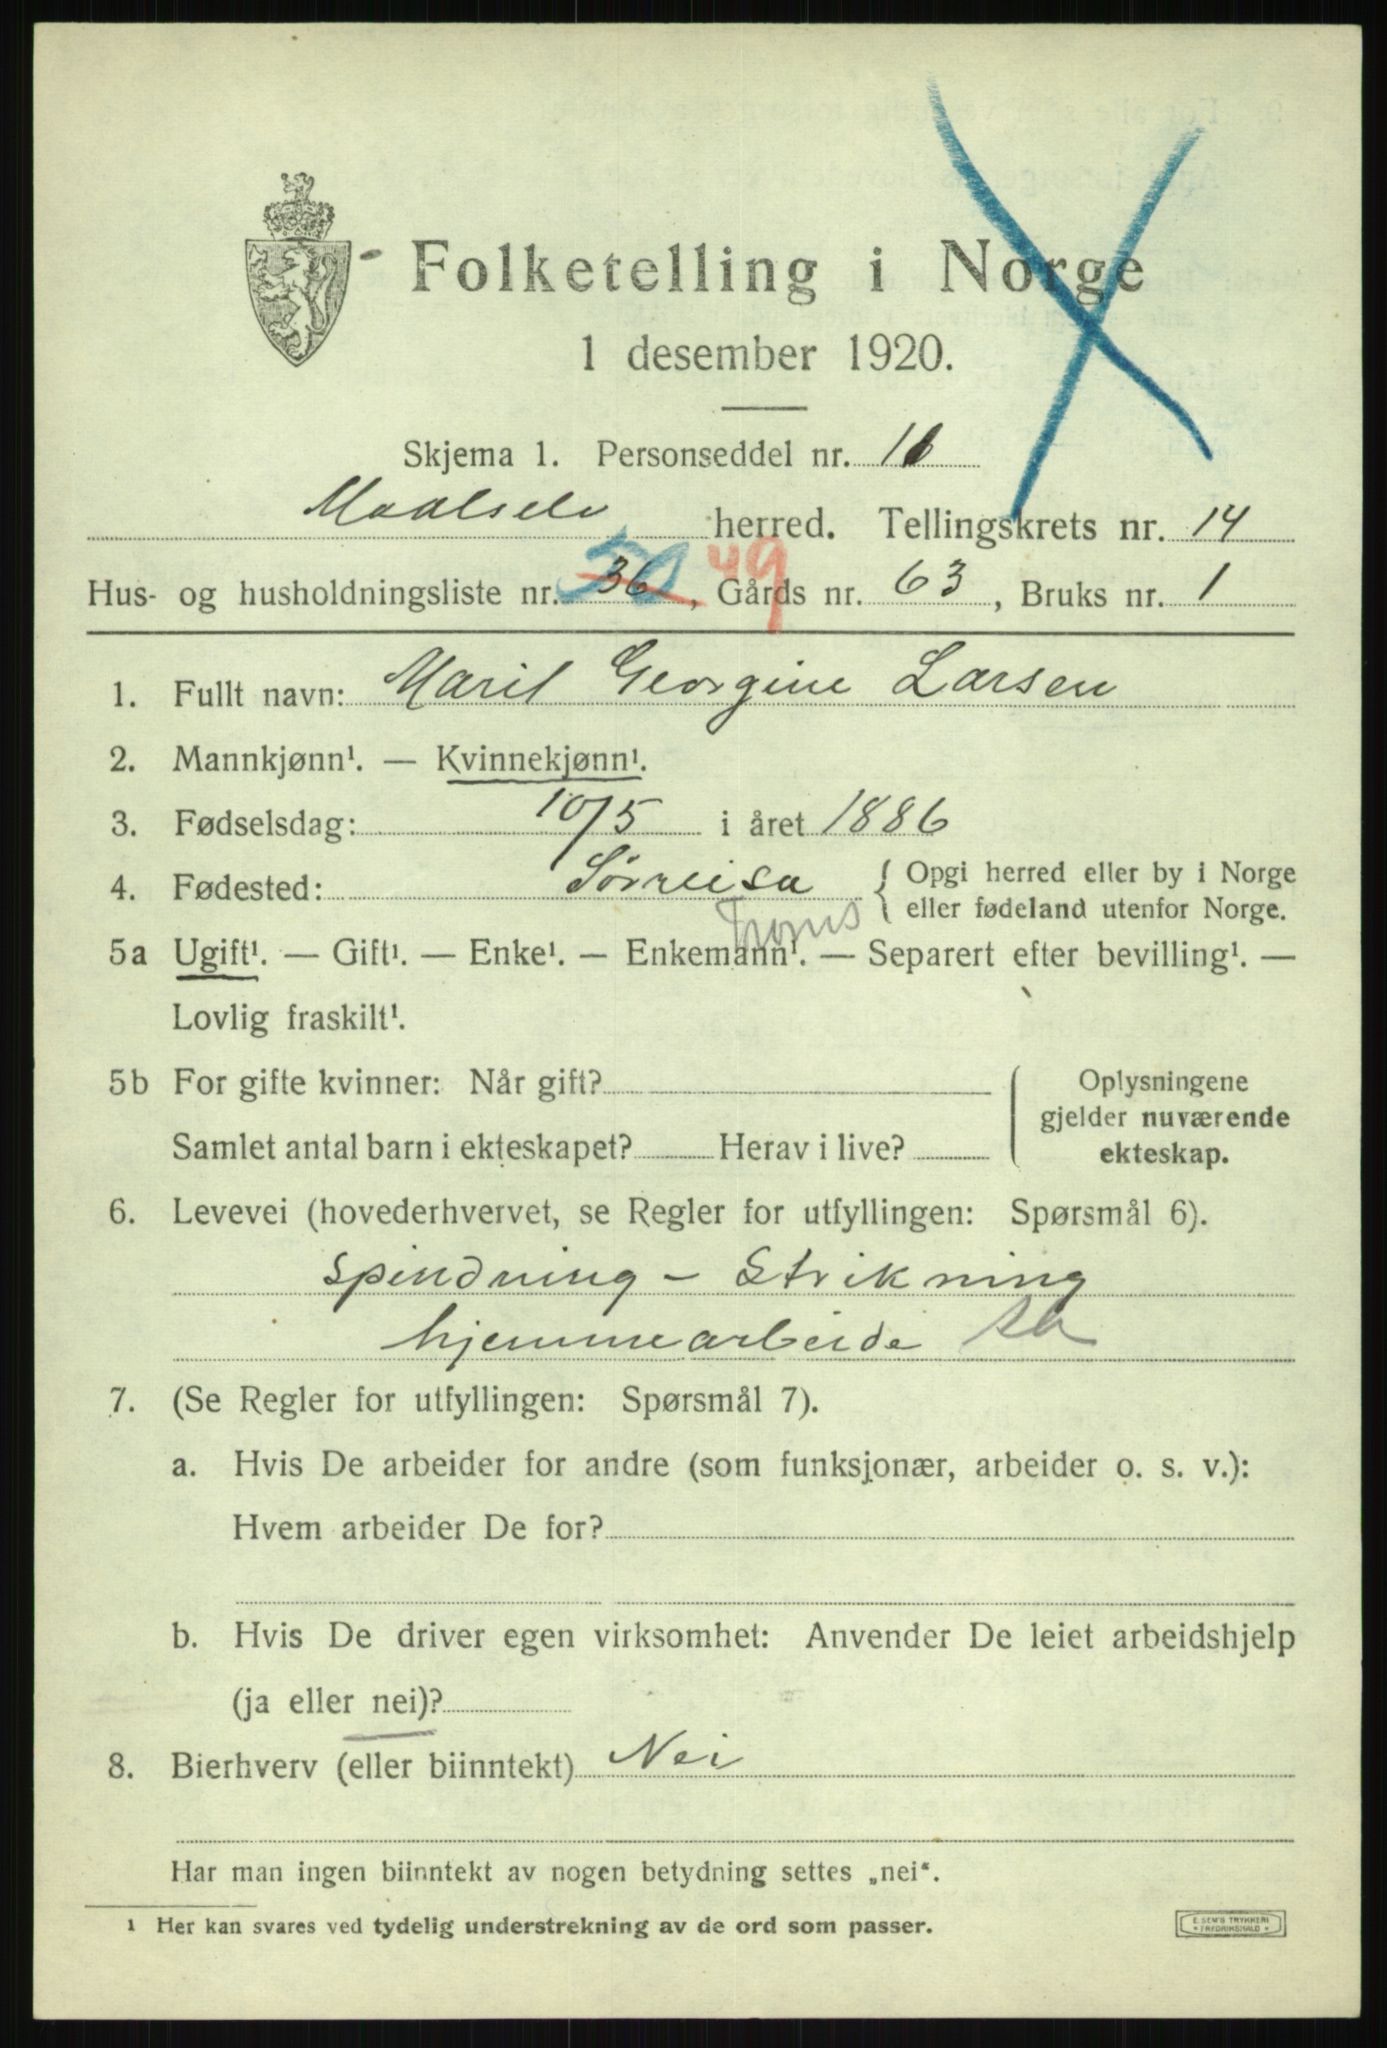 Folketelling i Norge
1 desember 1920.
Skjema 1. Personseddel nr. 16
Maalselv herred. Tellingskrets nr. 14
Hus- og husholdningsliste nr. 36 50 49, Gårds nr. 63, Bruks nr. 1
1. Fullt navn: Marit Georgine Larsen
2. Mannkjønn¹. — Kvinnekjønn¹.
3. Fødselsdag: 10/5 i året 1886
4. Fødested: Sørreisa { Opgi herred eller by i Norge
eller fødeland utenfor Norge.
Troms
5a Ugift¹. — Gift¹. — Enke¹. — Enkemann¹. — Separert efter bevilling¹. —
Lovlig fraskilt¹.
5b For gifte kvinner: Når gift?
Samlet antal barn i ekteskapet? Herav i live?
Oplysningene
gjelder nuværende
ekteskap.
6. Levevei (hovederhvervet, se Regler for utfyllingen: Spørsmål 6).
Spindning - Strikning
hjemmearbeide
7. (Se Regler for utfyllingen: Spørsmål 7).
a. Hvis De arbeider for andre (som funksjonær, arbeider o. s. v.):
Hvem arbeider De for?
b. Hvis De driver egen virksomhet: Anvender De leiet arbeidshjelp
(ja eller nei)?
8. Bierhverv (eller biinntekt) Nei
Har man ingen biinntekt av nogen betydning settes „nei“.
¹ Her kan svares ved tydelig understrekning av de ord som passer.
E. SEM'S TRYKKERI
* FREDRIKSHALD *